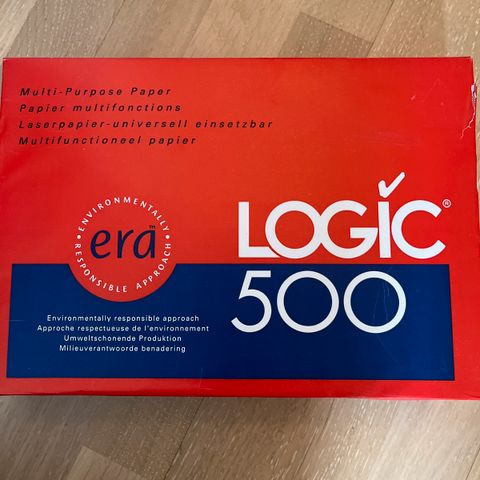 Multi-Purpose Paper
Papier multifonctions
Laserpapier-universell einsetzbar
Multifunctioneel papier
ENVIRONMENTALLY
era™
RESPONSIBLE APPROACH
LOGIC®
500
Environmentally responsible approach
Approche respectueuse de l'environnement
Umweltschonende Produktion
Milieuverantwoorde benadering